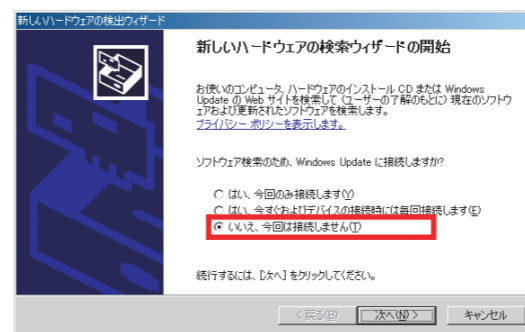 新しいハードウェアの検出ウィザード
新しいハードウェアの検索ウィザードの開始
お使いのコンピュータ、ハードウェアのインストール CD または Windows
Update の Web サイトを検索して (ユーザーの了解のもとに) 現在のソフトウ
ェアおよび更新されたソフトウェアを検索します。
プライバシー ポリシーを表示します。
ソフトウェア検索のため、Windows Update に接続しますか?
はい、今回のみ接続します(Y)
はい、今すぐおよびデバイスの接続時には毎回接続します(E)
いいえ、今回は接続しません(T)
続行するには、[次へ] をクリックしてください。
< 戻る(B)
次へ(N) >
キャンセル